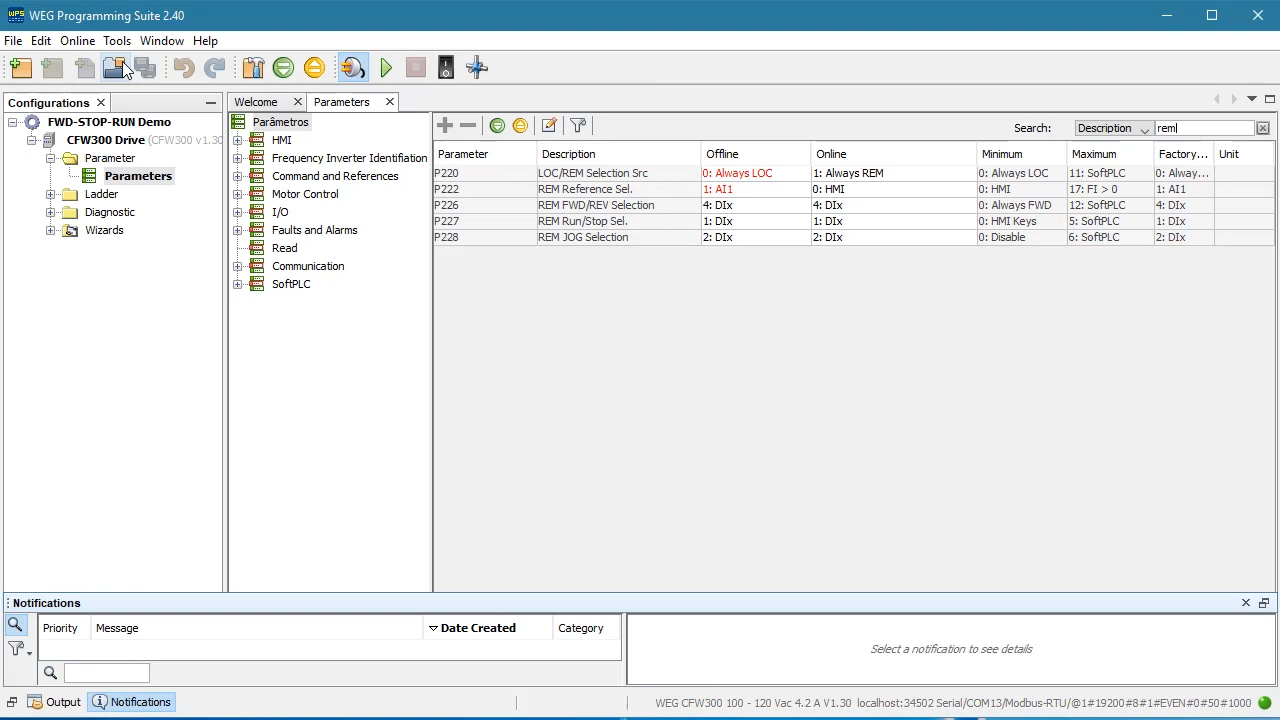 WEG Programming Suite 2.40
File Edit Online Tools Window Help
Configurations
FWD-STOP-RUN Demo
CFW300 Drive (CFW300 v1.30
Parameter
Parameters
Ladder
Diagnostic
Wizards
Welcome Parameters
Parâmetros
HMI
Frequency Inverter Identifiation
Command and References
Motor Control
I/O
Faults and Alarms
Read
Communication
SoftPLC
Search: Description rem
Parameter Description Offline Online Minimum Maximum Factory... Unit
P220 LOC/REM Selection Src 0: Always LOC 1: Always REM 0: Always LOC 11: SoftPLC 0: Alway...
P222 REM Reference Sel. 1: AI1 0: HMI 0: HMI 17: FI > 0 1: AI1
P226 REM FWD/REV Selection 4: DIx 4: DIx 0: Always FWD 12: SoftPLC 4: DIx
P227 REM Run/Stop Sel. 1: DIx 1: DIx 0: HMI Keys 5: SoftPLC 1: DIx
P228 REM JOG Selection 2: DIx 2: DIx 0: Disable 6: SoftPLC 2: DIx
Notifications
Priority Message Date Created Category
Select a notification to see details
Output Notifications
WEG CFW300 100 - 120 Vac 4.2 A V1.30 localhost:34502 Serial/COM13/Modbus-RTU/@1#19200#8#1#EVEN#0#50#1000